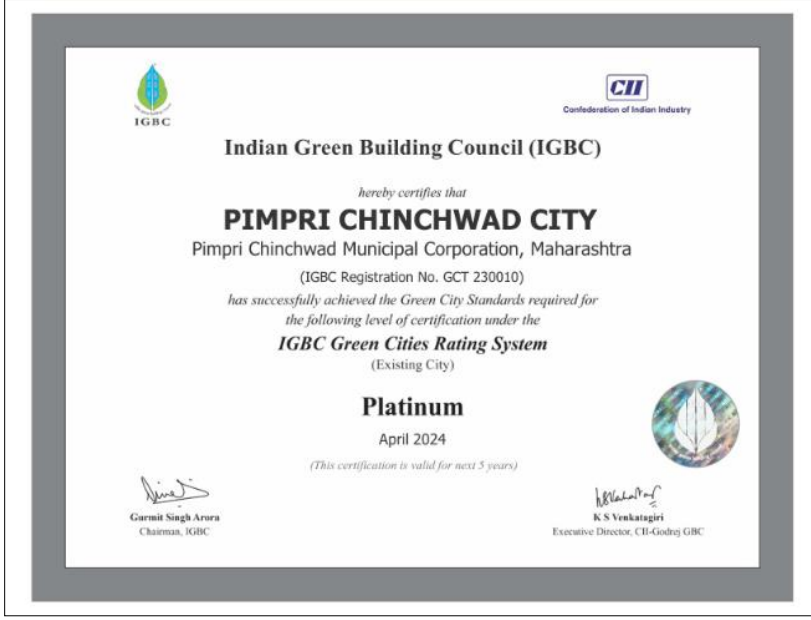 IGBC
CII
Confederation of Indian Industry
Indian Green Building Council (IGBC)
hereby certifies that
PIMPRI CHINCHWAD CITY
Pimpri Chinchwad Municipal Corporation, Maharashtra
(IGBC Registration No. GCT 230010)
has successfully achieved the Green City Standards required for
the following level of certification under the
IGBC Green Cities Rating System
(Existing City)
Platinum
April 2024
(This certification is valid for next 5 years)
Gurmit Singh Arora
Chairman, IGBC
K S Venkatagiri
Executive Director, CII-Godrej GBC